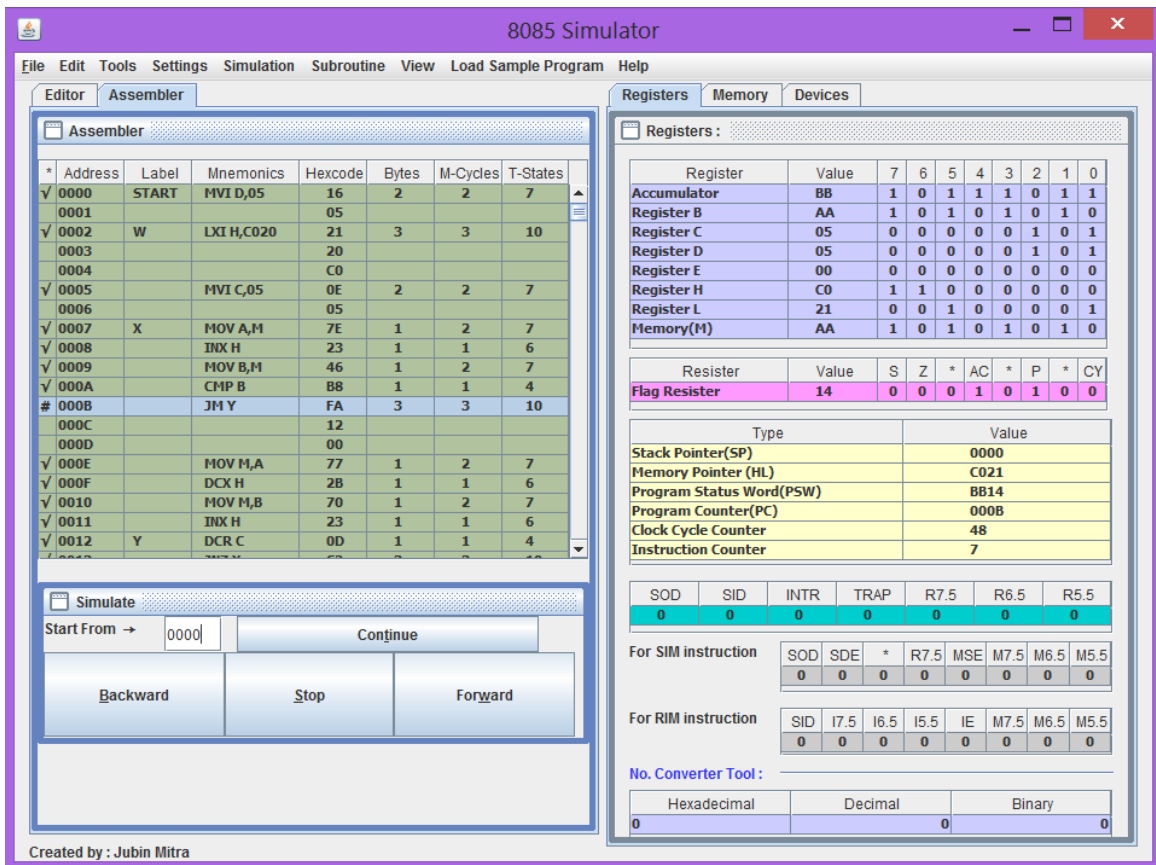 8085 Simulator
File Edit Tools Settings Simulation Subroutine View Load Sample Program Help
Editor Assembler
Assembler
* Address Label Mnemonics Hexcode Bytes M-Cycles T-States
√ 0000 START MVI D,05 16 2 2 7
0001 05
√ 0002 W LXI H,C020 21 3 3 10
0003 20
0004 C0
√ 0005 MVI C,05 0E 2 2 7
0006 05
√ 0007 X MOV A,M 7E 1 2 7
√ 0008 INX H 23 1 1 6
√ 0009 MOV B,M 46 1 2 7
√ 000A CMP B B8 1 1 4
# 000B JM Y FA 3 3 10
000C 12
000D 00
√ 000E MOV M,A 77 1 2 7
√ 000F DCX H 2B 1 1 6
√ 0010 MOV M,B 70 1 2 7
√ 0011 INX H 23 1 1 6
√ 0012 Y DCR C 0D 1 1 4
Simulate
Start From → 0000 Continue
Backward Stop Forward
Created by : Jubin Mitra
Registers Memory Devices
Registers :
Register Value 7 6 5 4 3 2 1 0
Accumulator BB 1 0 1 1 1 0 1 1
Register B AA 1 0 1 0 1 0 1 0
Register C 05 0 0 0 0 0 1 0 1
Register D 05 0 0 0 0 0 1 0 1
Register E 00 0 0 0 0 0 0 0 0
Register H C0 1 1 0 0 0 0 0 0
Register L 21 0 0 1 0 0 0 0 1
Memory(M) AA 1 0 1 0 1 0 1 0
Resister Value S Z * AC * P * CY
Flag Resister 14 0 0 0 1 0 1 0 0
Type Value
Stack Pointer(SP) 0000
Memory Pointer (HL) C021
Program Status Word(PSW) BB14
Program Counter(PC) 000B
Clock Cycle Counter 48
Instruction Counter 7
SOD SID INTR TRAP R7.5 R6.5 R5.5
0 0 0 0 0 0 0
For SIM instruction SOD SDE * R7.5 MSE M7.5 M6.5 M5.5
0 0 0 0 0 0 0 0
For RIM instruction SID I7.5 I6.5 I5.5 IE M7.5 M6.5 M5.5
0 0 0 0 0 0 0 0
No. Converter Tool :
Hexadecimal Decimal Binary
0 0 0